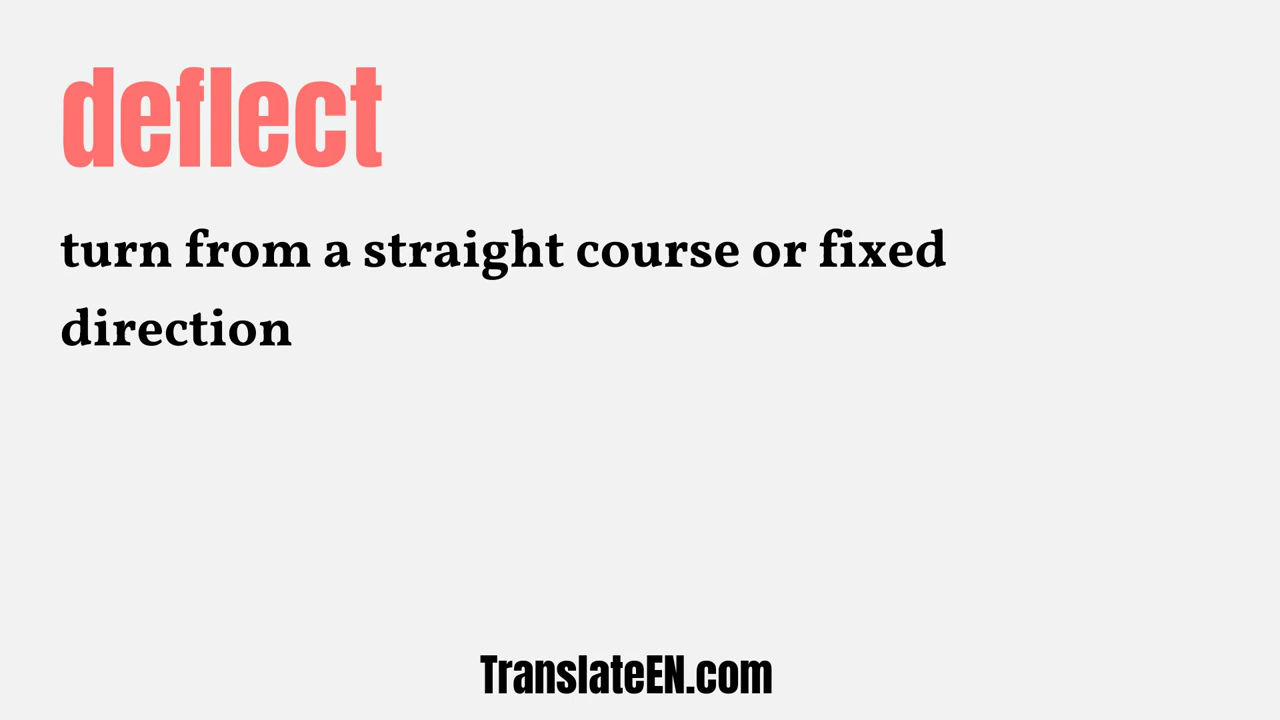 deflect
turn from a straight course or fixed
direction
TranslateEN.com